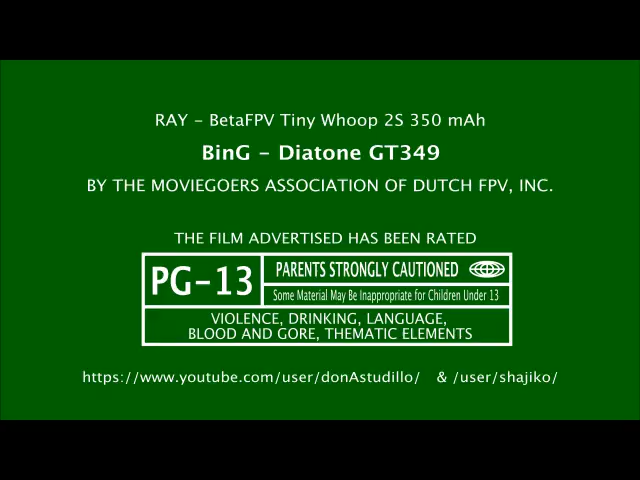 RAY - BetaFPV Tiny Whoop 2S 350 mAh
BinG - Diatone GT349
BY THE MOVIEGOERS ASSOCIATION OF DUTCH FPV, INC.
THE FILM ADVERTISED HAS BEEN RATED
PG-13
PARENTS STRONGLY CAUTIONED
Some Material May Be Inappropriate for Children Under 13
VIOLENCE, DRINKING, LANGUAGE,
BLOOD AND GORE, THEMATIC ELEMENTS
https://www.youtube.com/user/donAstudillo/ & /user/shajiko/